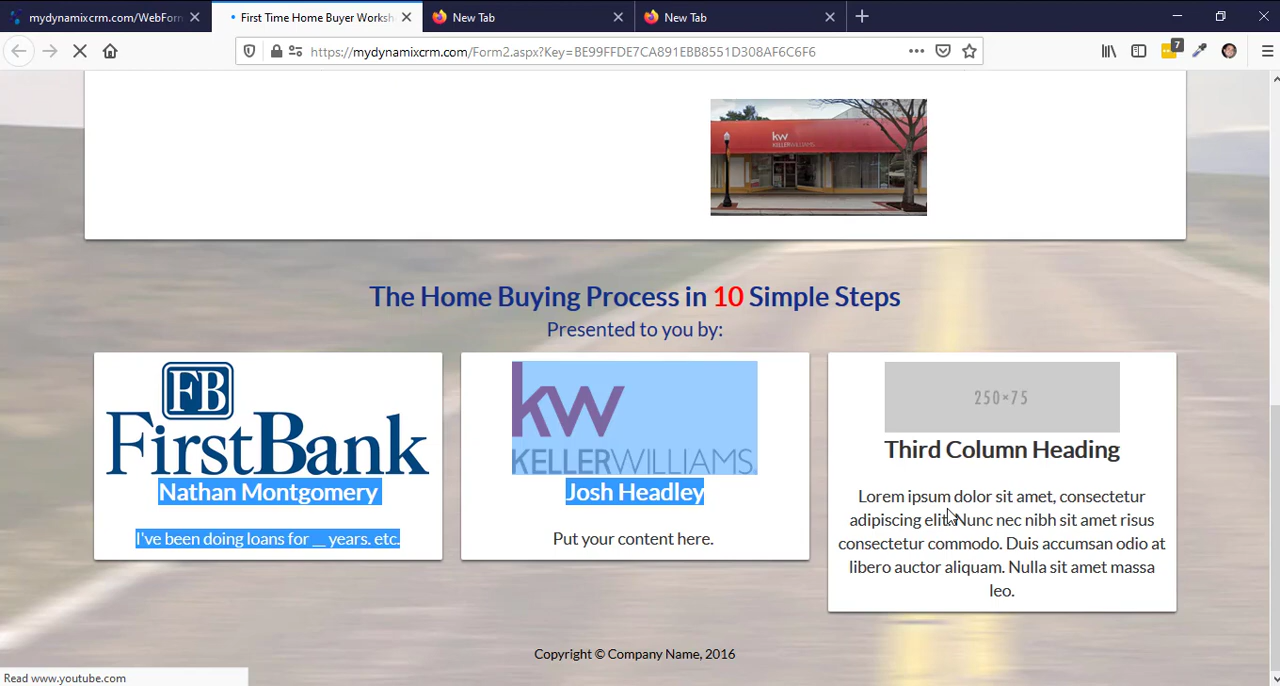 mydynamixcrm.com/WebForm
First Time Home Buyer Worksh
New Tab
New Tab
https://mydynamixcrm.com/Form2.aspx?Key=BE99FFDE7CA891EBB8551D308AF6C6F6
7
kw
KELLERWILLIAMS
The Home Buying Process in 10 Simple Steps
Presented to you by:
FB
FirstBank
Nathan Montgomery
I've been doing loans for __ years. etc.
kw
KELLERWILLIAMS.
Josh Headley
Put your content here.
250×75
Third Column Heading
Lorem ipsum dolor sit amet, consectetur
adipiscing elit. Nunc nec nibh sit amet risus
consectetur commodo. Duis accumsan odio at
libero auctor aliquam. Nulla sit amet massa
leo.
Copyright © Company Name, 2016
Read www.youtube.com